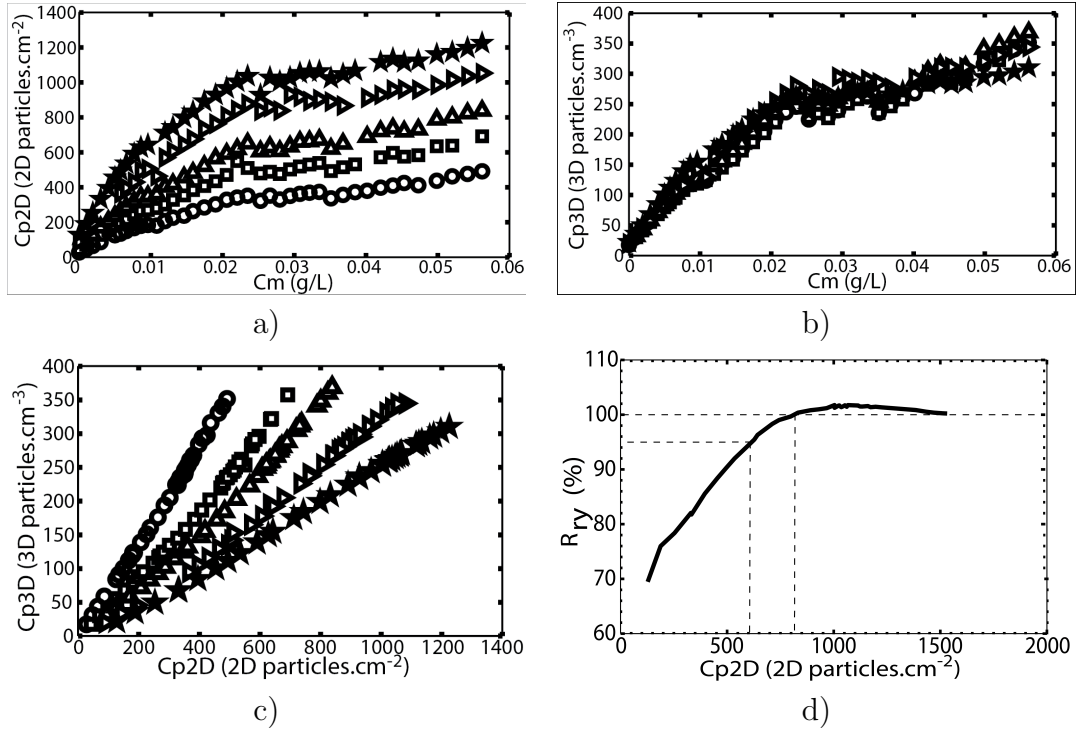 1400
1200
1000
800
600
400
200
0
Cp2D (2D particles.cm-2)
0 0.01 0.02 0.03 0.04 0.05 0.06
Cm (g/L)
a)
400
350
300
250
200
150
100
50
0
Cp3D (3D particles.cm-3)
0 0.01 0.02 0.03 0.04 0.05 0.06
Cm (g/L)
b)
400
350
300
250
200
150
100
50
0
Cp3D (3D particles.cm-3)
0 200 400 600 800 1000 1200 1400
Cp2D (2D particles.cm-2)
c)
110
100
90
80
70
60
Rry (%)
0 500 1000 1500 2000
Cp2D (2D particles.cm-2)
d)